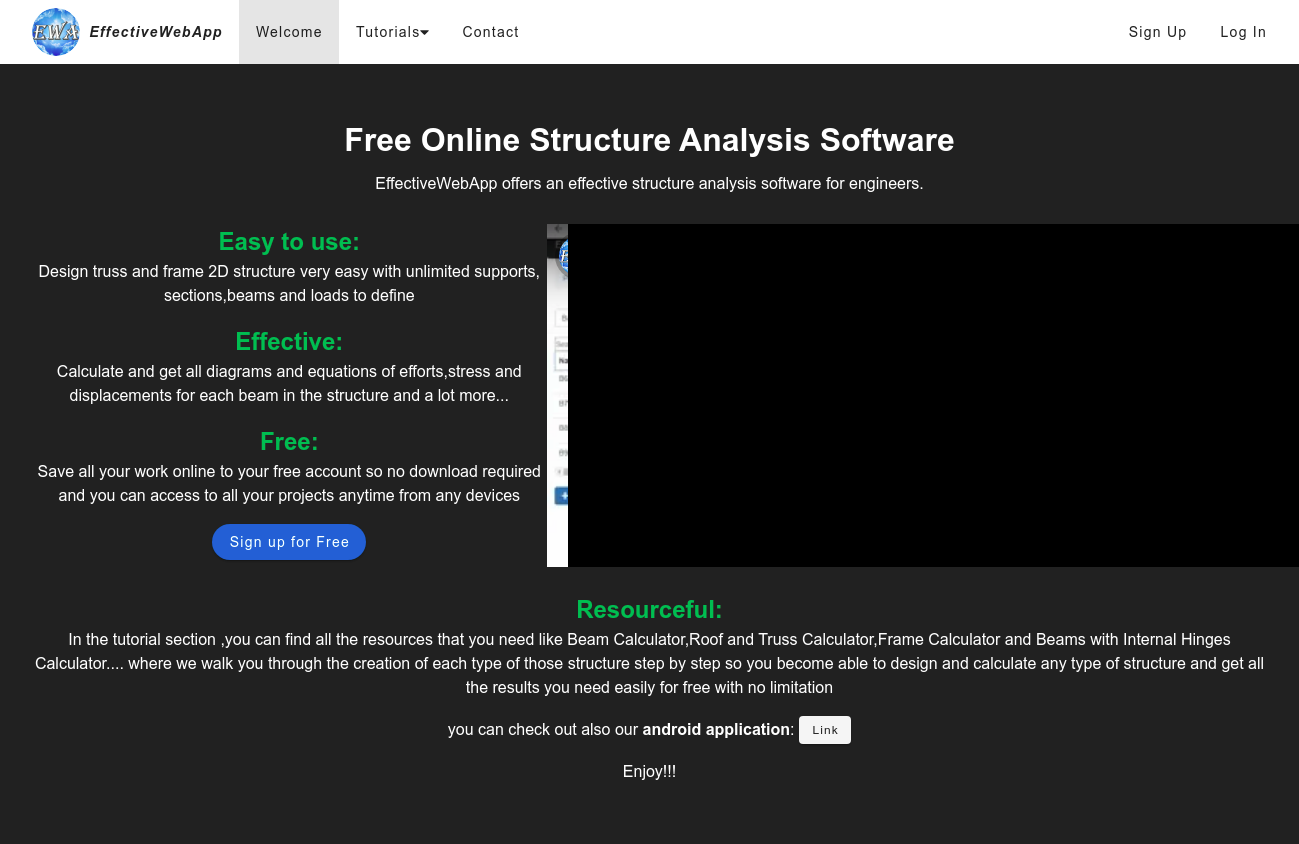 EWA EffectiveWebApp Welcome Tutorials Contact Sign Up Log In
Free Online Structure Analysis Software
EffectiveWebApp offers an effective structure analysis software for engineers.
Easy to use:
Design truss and frame 2D structure very easy with unlimited supports,
sections,beams and loads to define
Effective:
Calculate and get all diagrams and equations of efforts,stress and
displacements for each beam in the structure and a lot more...
Free:
Save all your work online to your free account so no download required
and you can access to all your projects anytime from any devices
Sign up for Free
Resourceful:
In the tutorial section ,you can find all the resources that you need like Beam Calculator,Roof and Truss Calculator,Frame Calculator and Beams with Internal Hinges
Calculator.... where we walk you through the creation of each type of those structure step by step so you become able to design and calculate any type of structure and get all
the results you need easily for free with no limitation
you can check out also our android application: Link
Enjoy!!!